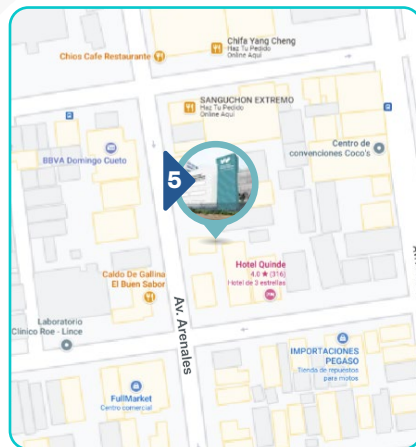 Chifa Yang Cheng
Haz Tu Pedido
Online Aquí
Chios Cafe Restaurante
SANGUCHON EXTREMO
Haz Tu Pedido
Online Aquí
Centro de
convenciones Coco's
BBVA Domingo Cueto
5
Hotel Quinde
4.0 ★ (316)
Hotel de 3 estrellas
Caldo De Gallina
El Buen Sabor
Av. Arenales
Laboratorio
Clínico Roe - Lince
IMPORTACIONES
PEGASO
Tienda de repuestos
para motos
FullMarket
Centro comercial